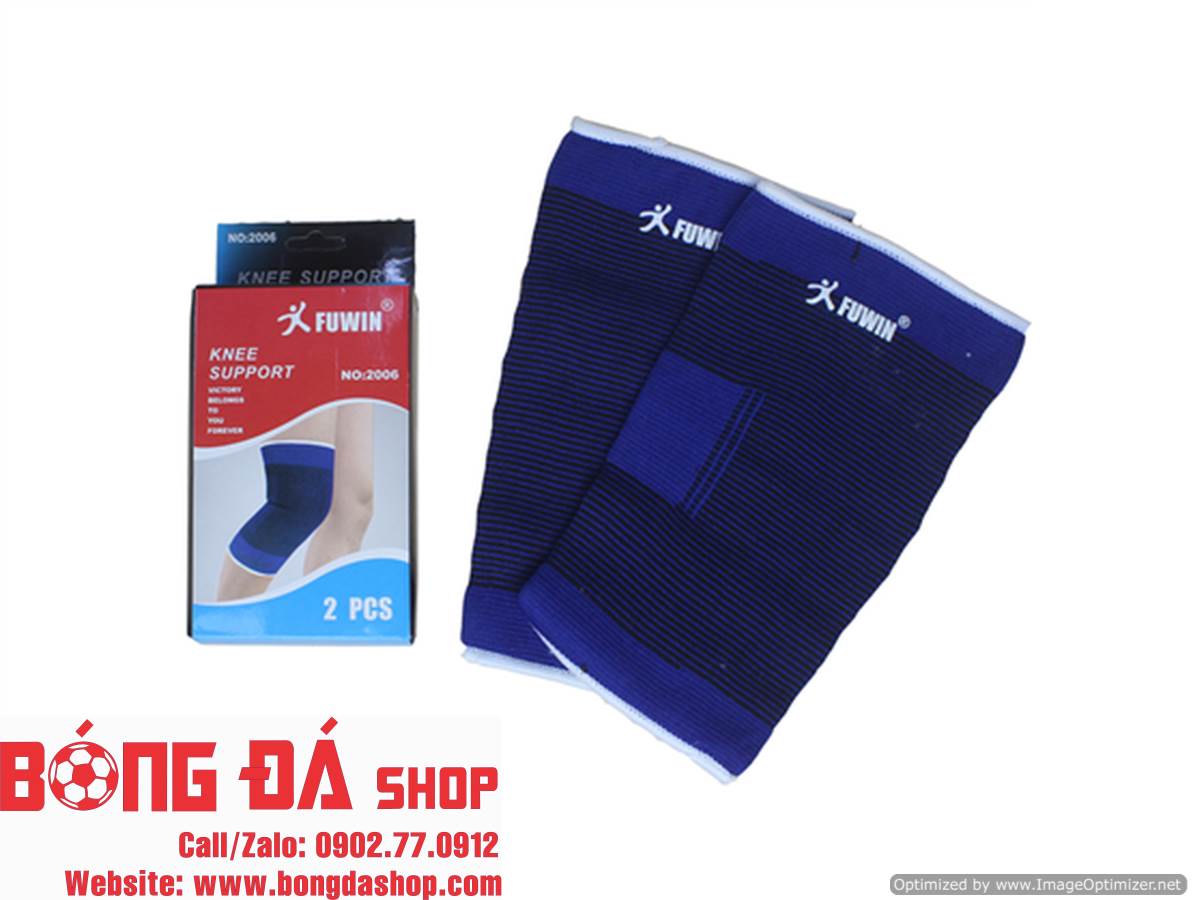 NO:2006
KNEE SUPPORT
FUWIN®
KNEE
SUPPORT
NO:2006
VICTORY
BELONGS
TO
YOU
FOREVER
2 PCS
FUW
FUWIN®
BÓNG ĐÁ SHOP
Call/Zalo: 0902.77.0912
Website: www.bongdashop.com
Optimized by www.ImageOptimizer.net